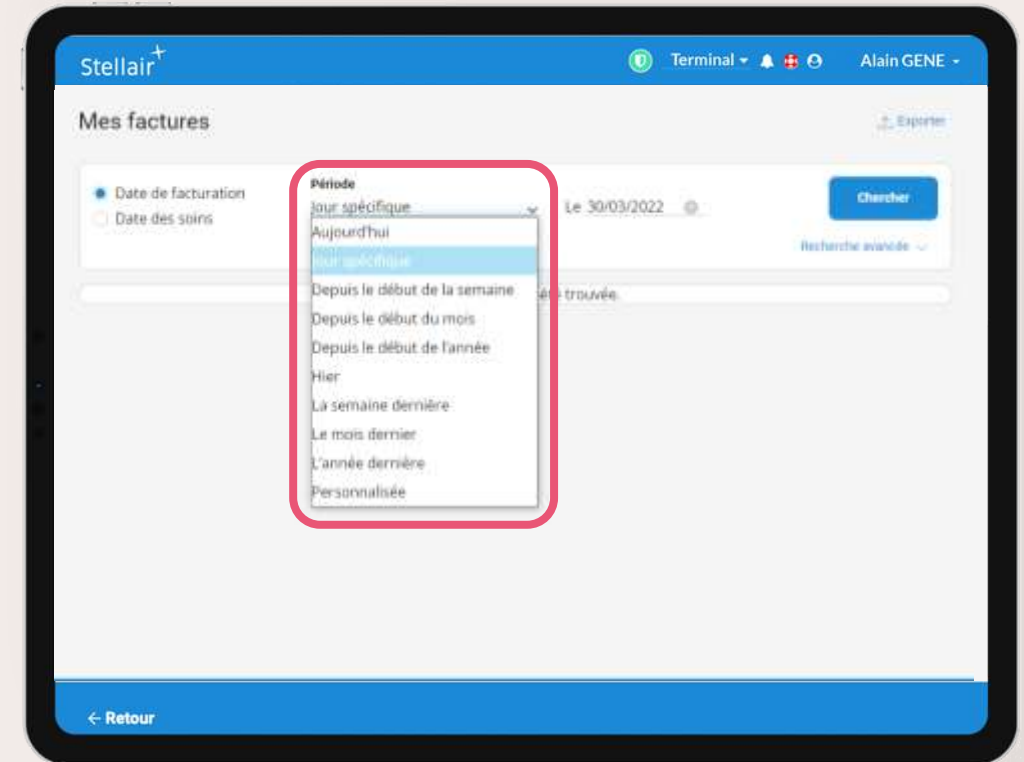 Stellair+
Terminal
Alain GENE
Mes factures
Exporter
Date de facturation
Date des soins
Période
Jour spécifique
Le 30/03/2022
Chercher
Recherche avancée
Aujourd'hui
Jour spécifique
Depuis le début de la semaine
été trouvée.
Depuis le début du mois
Depuis le début de l'année
Hier
La semaine dernière
Le mois dernier
L'année dernière
Personnalisée
← Retour